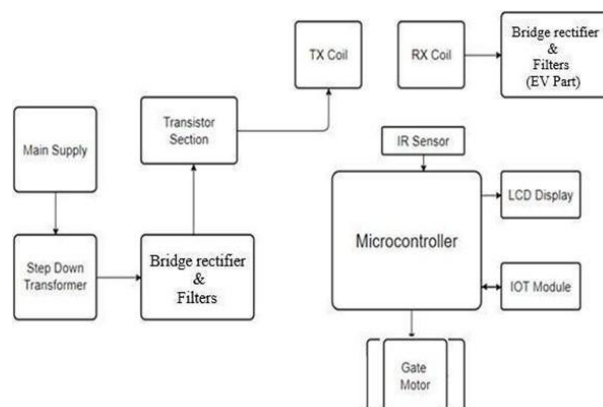 TX Coil
RX Coil
Bridge rectifier
&
Filters
(EV Part)
Transistor
Section
Main Supply
IR Sensor
LCD Display
Microcontroller
Step Down
Transformer
Bridge rectifier
&
Filters
IOT Module
Gate
Motor